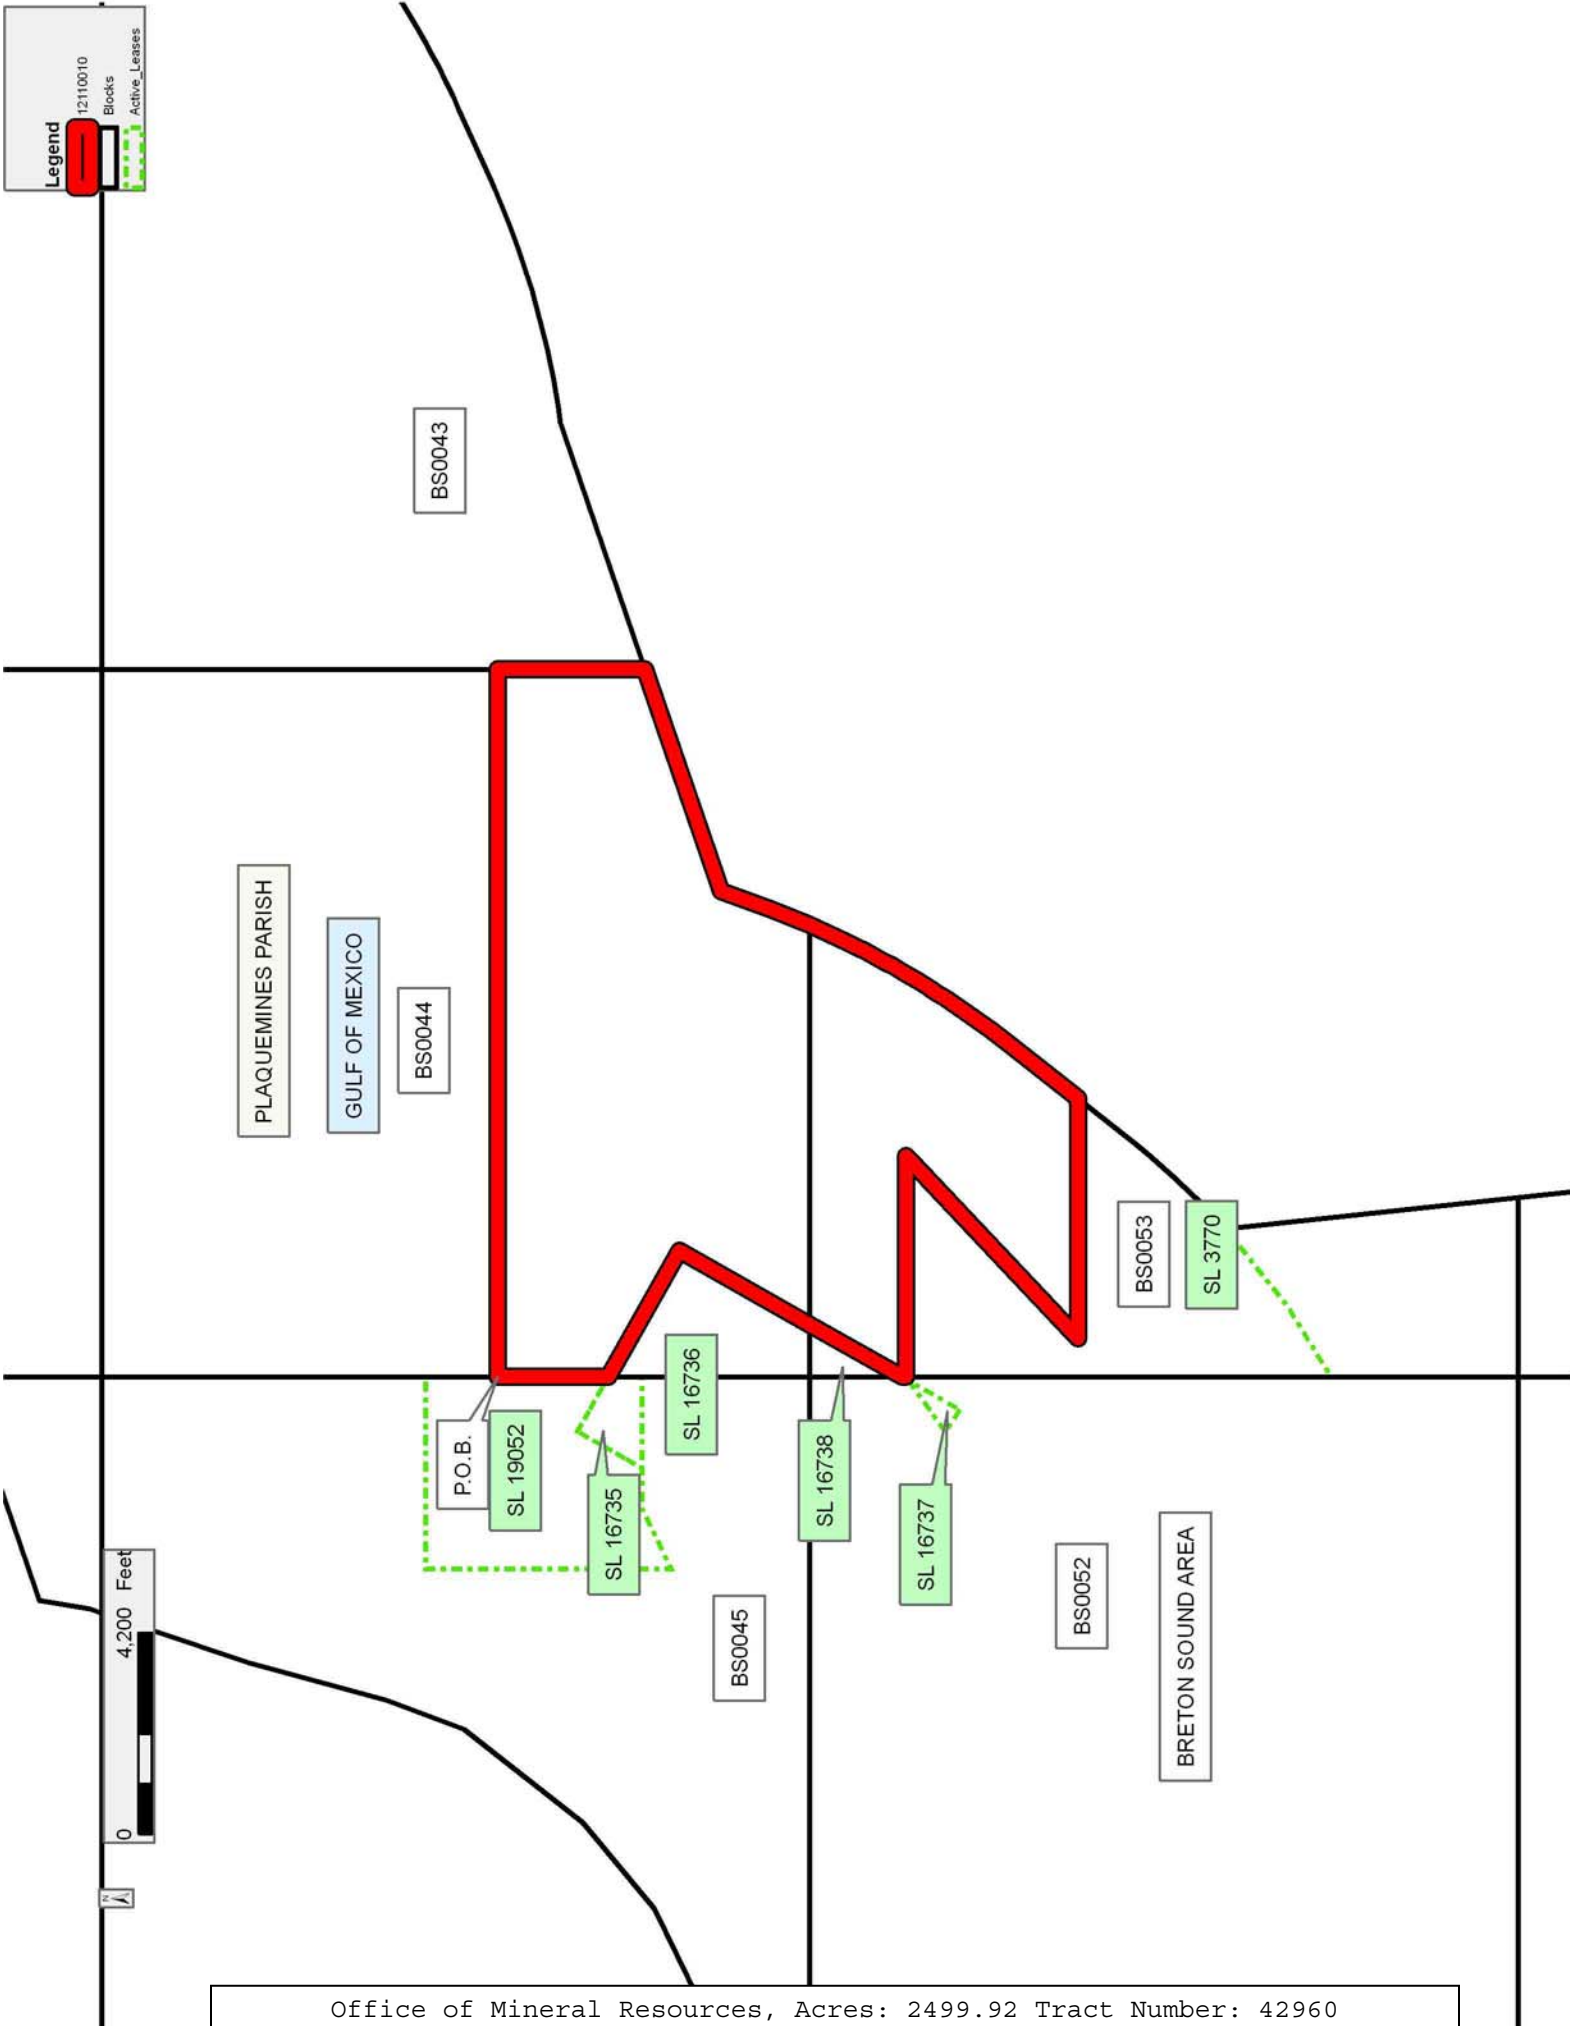 Legend
12110010
Blocks
Active_Leases
BS0043
PLAQUEMINES PARISH
GULF OF MEXICO
BS0044
P.O.B.
SL 19052
SL 16735
SL 16736
SL 16738
SL 16737
BS0053
SL 3770
BS0045
BS0052
BRETON SOUND AREA
0 4,200 Feet
N
Office of Mineral Resources, Acres: 2499.92 Tract Number: 42960